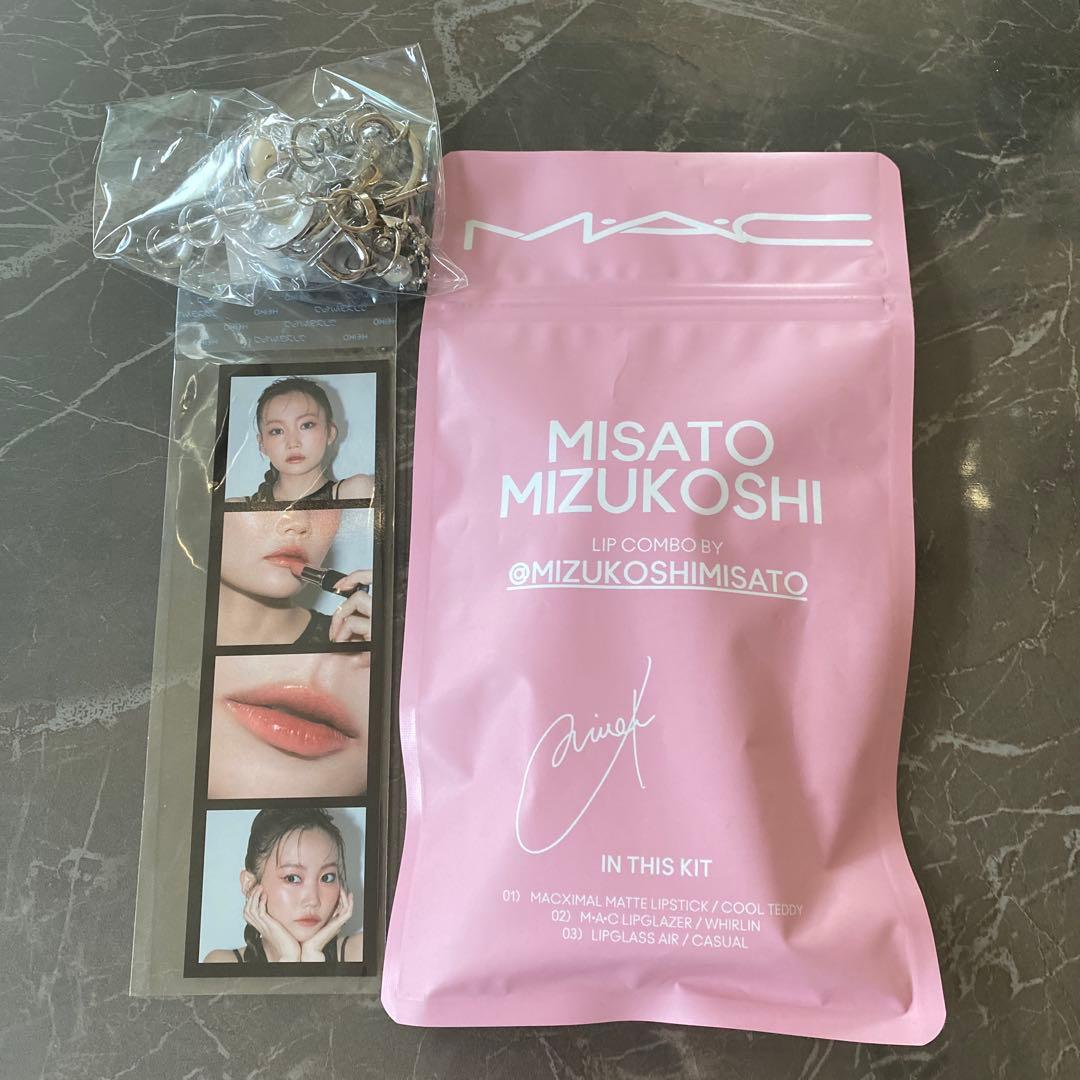 M·A·C
MISATO
MIZUKOSHI
LIP COMBO BY
@MIZUKOSHIMISATO
IN THIS KIT
01) MACXIMAL MATTE LIPSTICK / COOL TEDDY
02) M·A·C LIPGLAZER / WHIRLIN
03) LIPGLASS AIR / CASUAL